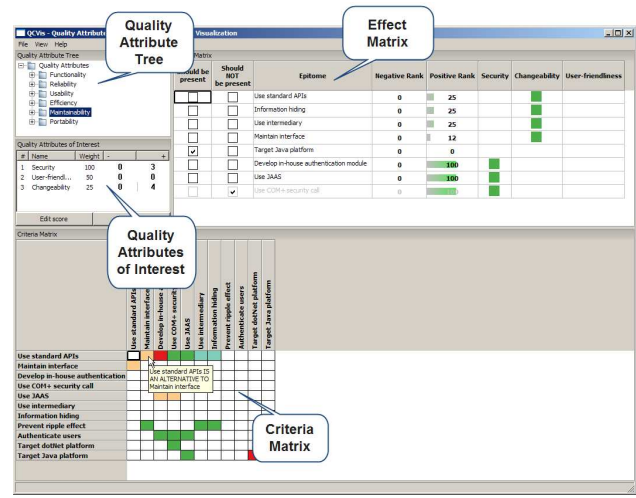 QCVis - Quality Attribute
Visualization
File View Help
Quality
Attribute
Tree
Effect
Matrix
Quality Attribute Tree
Quality Attributes
Functionality
Reliability
Usability
Efficiency
Maintainability
Portability
Should be
present
Should
NOT
be present
Epitome
Negative Rank
Positive Rank
Security
Changeability
User-friendliness
Use standard APIs 0 25
Information hiding 0 25
Use intermediary 0 25
Maintain interface 0 12
Target Java platform 0 0
Develop in-house authentication module 0 100
Use JAAS 0 100
Use COM+ security call 0
Quality Attributes of Interest
# Name Weight - +
1 Security 100 0 3
2 User-friendl... 50 0 0
3 Changeability 25 0 4
Edit score
Quality
Attributes
of Interest
Criteria Matrix
Use standard APIs
Maintain interface
Develop in-house a
Use COM+ security
Use JAAS
Use intermediary
Information hiding
Prevent ripple effect
Authenticate users
Target dotNet platform
Target Java platform
Use standard APIs
Maintain interface
Develop in-house authentication
Use COM+ security call
Use JAAS
Use intermediary
Information hiding
Prevent ripple effect
Authenticate users
Target dotNet platform
Target Java platform
Use standard APIs IS
AN ALTERNATIVE TO
Maintain interface
Criteria
Matrix